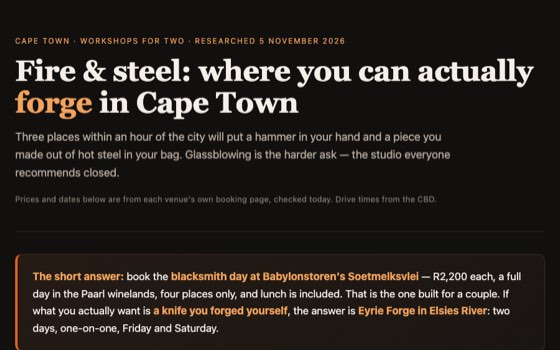 CAPE TOWN · WORKSHOPS FOR TWO · RESEARCHED 5 NOVEMBER 2026
Fire & steel: where you can actually
forge in Cape Town
Three places within an hour of the city will put a hammer in your hand and a piece you
made out of hot steel in your bag. Glassblowing is the harder ask — the studio everyone
recommends closed.
Prices and dates below are from each venue's own booking page, checked today. Drive times from the CBD.
The short answer: book the blacksmith day at Babylonstoren's Soetmelksvlei — R2,200 each, a full
day in the Paarl winelands, four places only, and lunch is included. That is the one built for a couple. If
what you actually want is a knife you forged yourself, the answer is Eyrie Forge in Elsies River: two
days, one-on-one, Friday and Saturday.